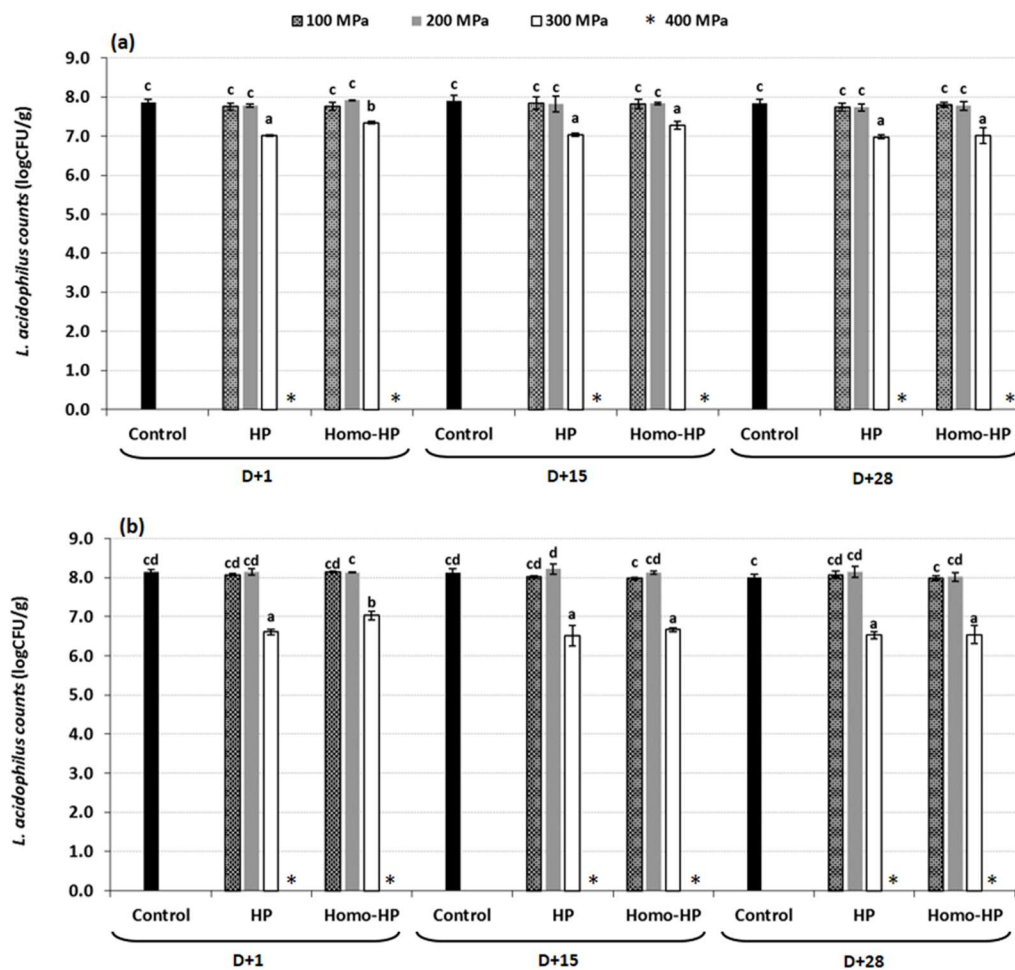 100 MPa 200 MPa 300 MPa * 400 MPa
(a)
L. acidophilus counts (logCFU/g)
9.0
8.0
7.0
6.0
5.0
4.0
3.0
2.0
1.0
0.0
c c c a c c b c c c a c c a c c c a c c a
* * * * * *
Control HP Homo-HP Control HP Homo-HP Control HP Homo-HP
D+1 D+15 D+28
(b)
L. acidophilus counts (logCFU/g)
9.0
8.0
7.0
6.0
5.0
4.0
3.0
2.0
1.0
0.0
cd cd cd a cd c b cd cd d a c cd a c cd cd a c cd a
* * * * * *
Control HP Homo-HP Control HP Homo-HP Control HP Homo-HP
D+1 D+15 D+28